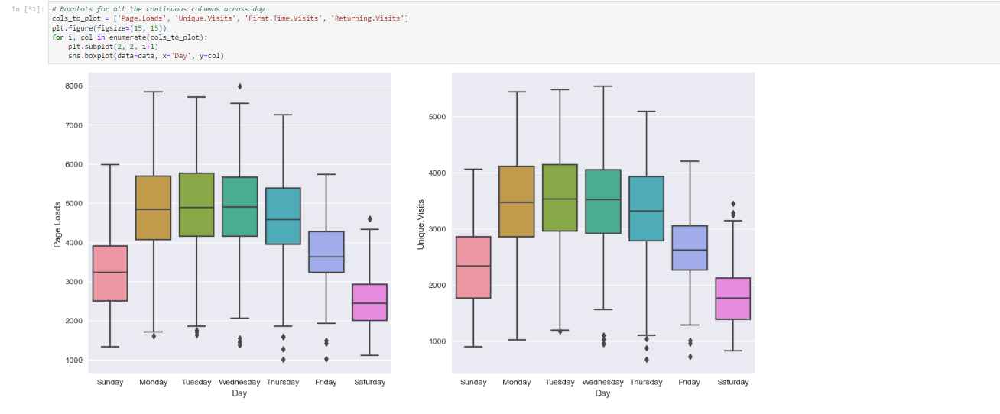 In [31]:
# Boxplots for all the continuous columns across day
cols_to_plot = ['Page.Loads', 'Unique.Visits', 'First.Time.Visits', 'Returning.Visits']
plt.figure(figsize=(15, 15))
for i, col in enumerate(cols_to_plot):
    plt.subplot(2, 2, i+1)
    sns.boxplot(data=data, x='Day', y=col)
8000
7000
6000
5000
4000
3000
2000
1000
Page.Loads
Sunday Monday Tuesday Wednesday Thursday Friday Saturday
Day
5000
4000
3000
2000
1000
Unique.Visits
Sunday Monday Tuesday Wednesday Thursday Friday Saturday
Day